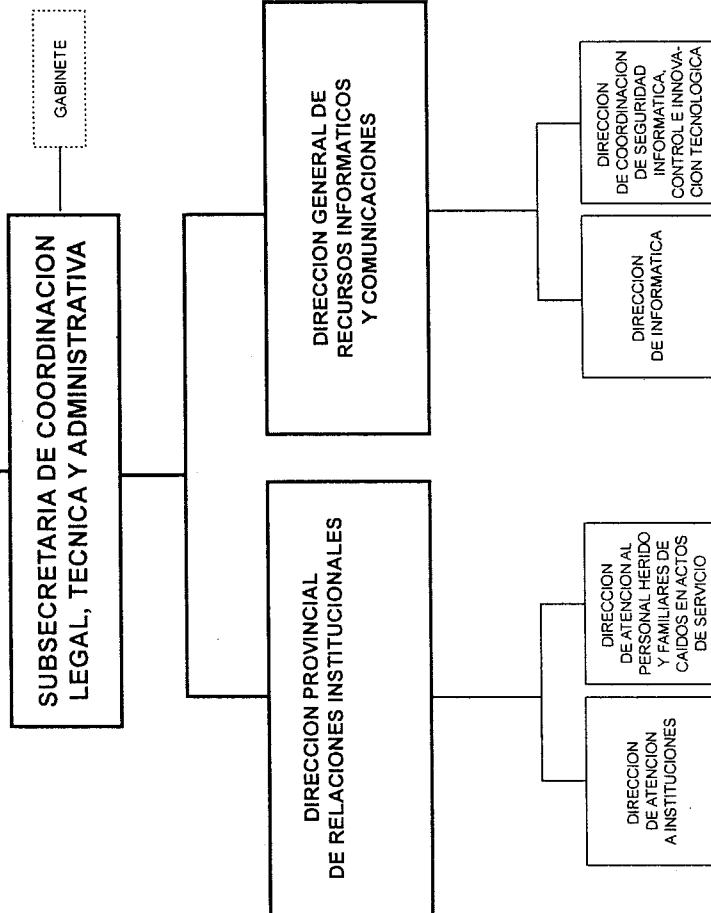 GABINETE
SUBSECRETARIA DE COORDINACION
LEGAL, TECNICA Y ADMINISTRATIVA
DIRECCION PROVINCIAL
DE RELACIONES INSTITUCIONALES
DIRECCION GENERAL DE
RECURSOS INFORMATICOS
Y COMUNICACIONES
DIRECCION
DE ATENCION
A INSTITUCIONES
DIRECCION
DE ATENCION AL
PERSONAL HERIDO
Y FAMILIARES DE
CAIDOS EN ACTOS
DE SERVICIO
DIRECCION
DE INFORMATICA
DIRECCION
DE COORDINACION
DE SEGURIDAD
INFORMATICA,
CONTROL E INNOVA-
CION TECNOLOGICA